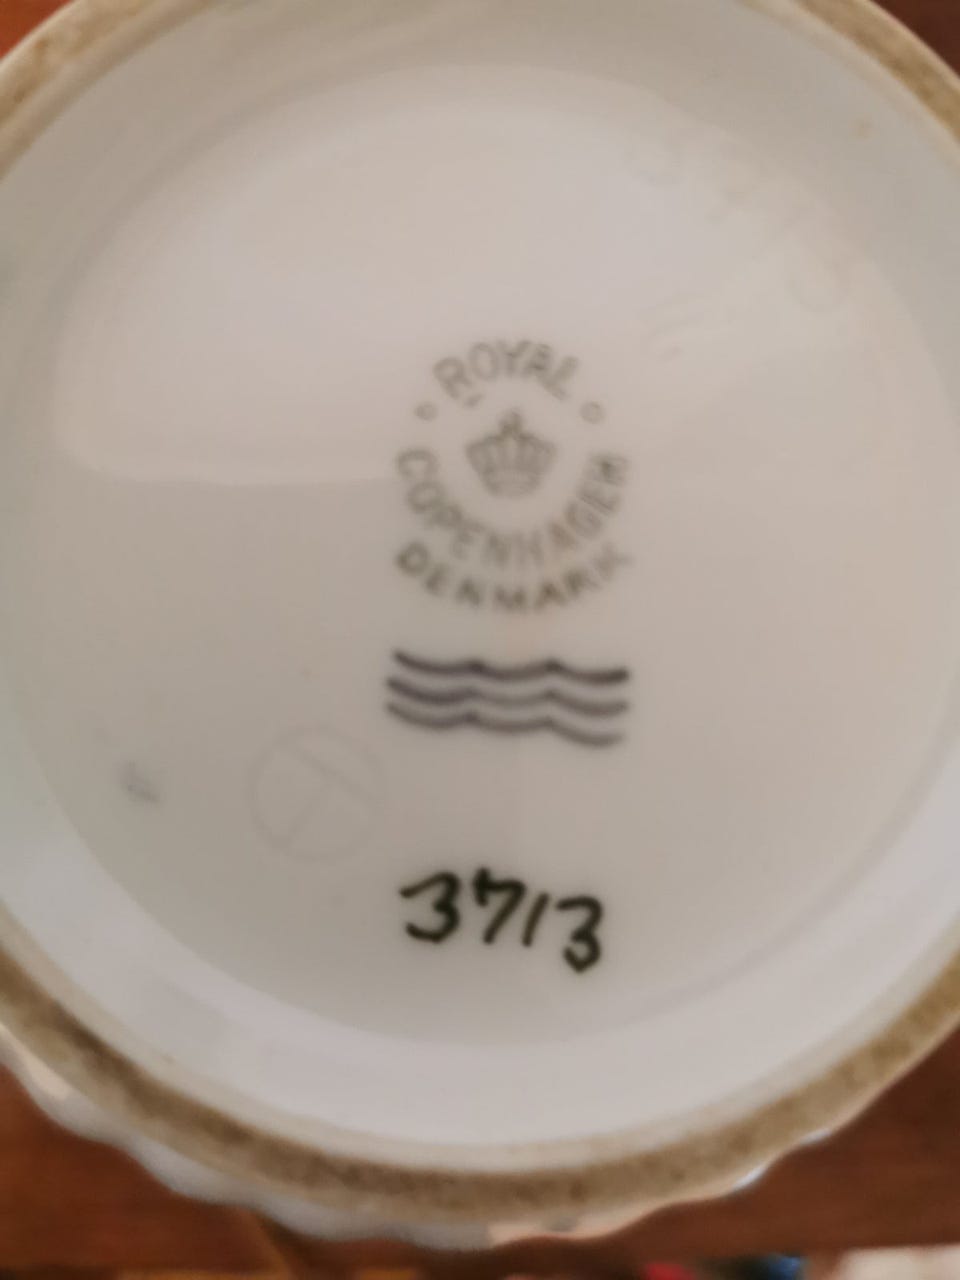 ROYAL
COPENHAGEN
DENMARK
3713